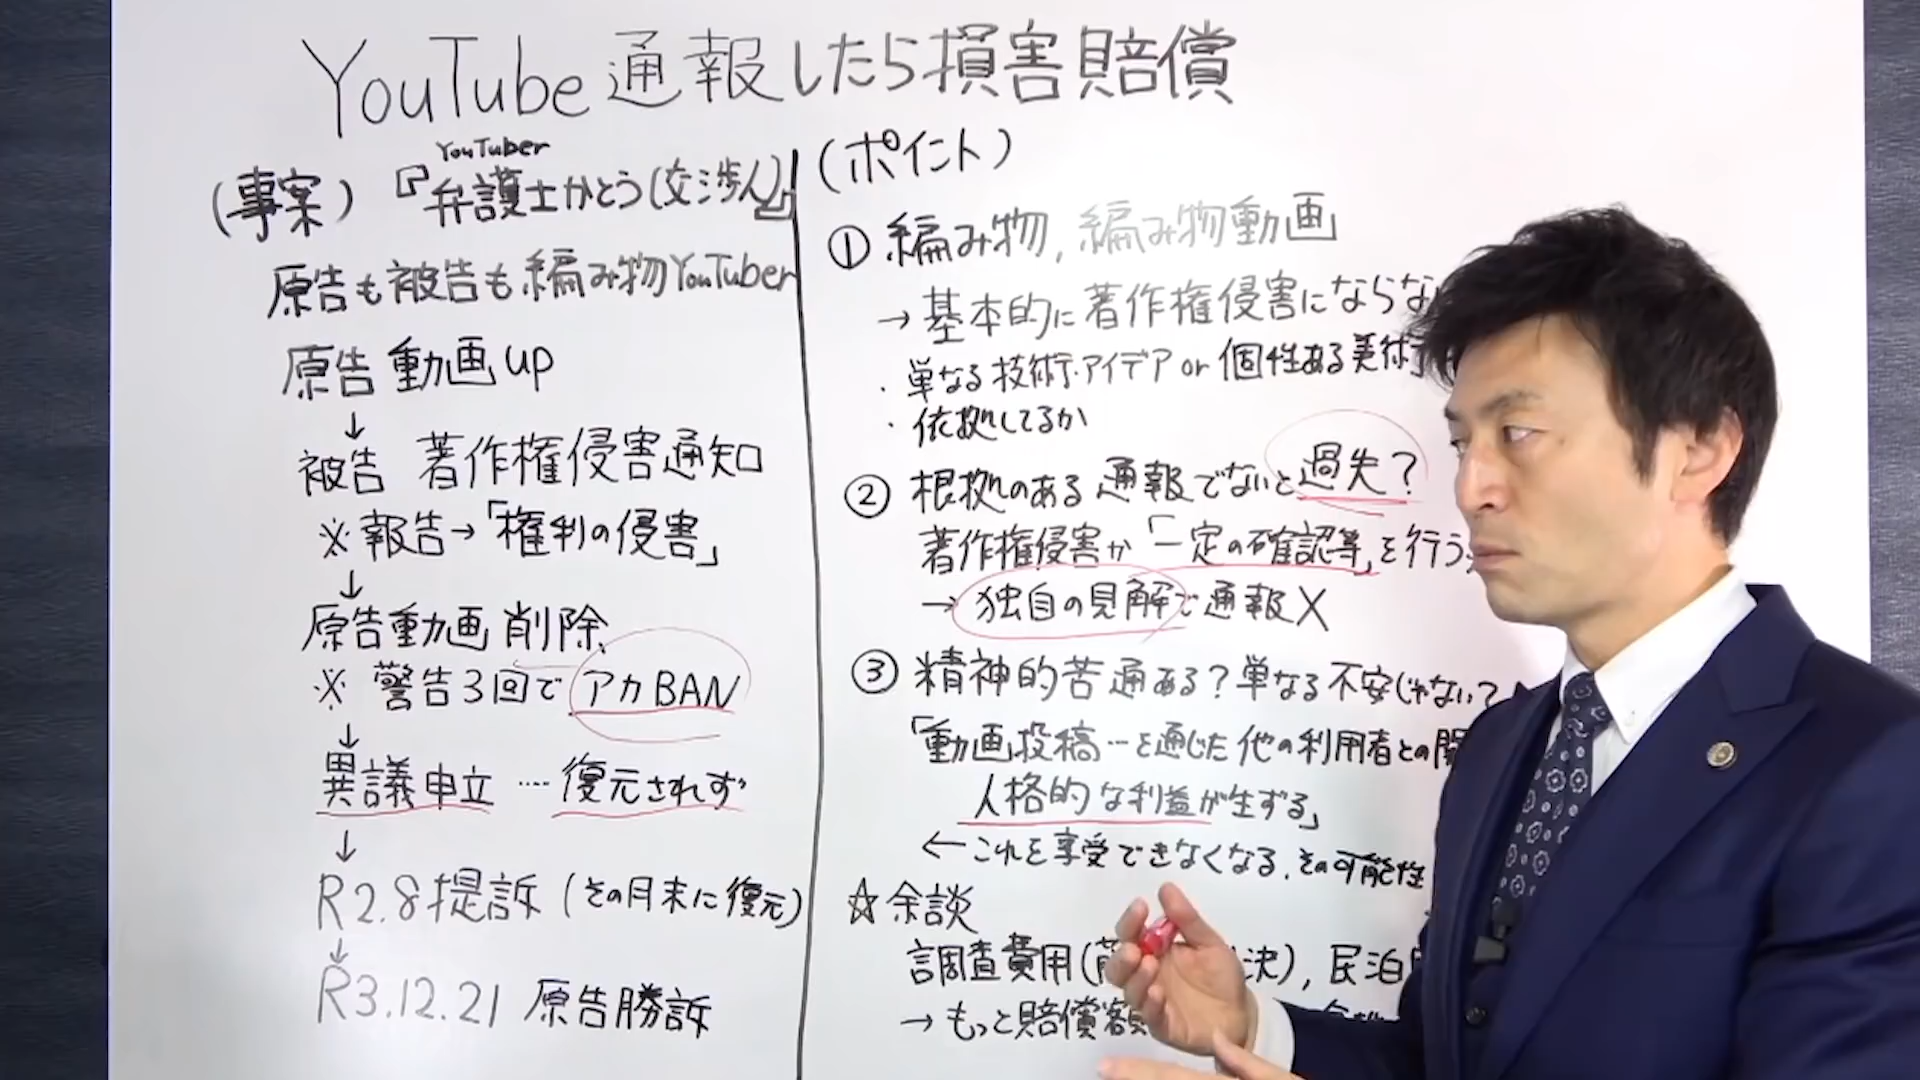 YouTube通報したら損害賠償
YouTuber
(事案)『弁護士かとう(交渉人)』
原告も被告も編み物YouTuber
原告動画up
↓
被告 著作権侵害通知
※報告→「権利の侵害」
↓
原告動画削除
※ 警告3回でアカBAN
↓
異議申立 ‥‥ 復元されず
↓
R2.8提訴 (その月末に復元)
↓
R3.12.21 原告勝訴
(ポイント)
① 編み物, 編み物動画
→ 基本的に著作権侵害にならな
・単なる技術・アイデア or 個性ある美術
・依拠してるか
② 根拠のある通報でないと過失?
著作権侵害か「一定の確認等」を行う
→ 独自の見解で通報X
③ 精神的苦通ある?単なる不安じゃない?
「動画投稿…を通じた他の利用者との関
人格的な利益が生ずる」
← これを享受できなくなる.その可能性
☆余談
調査費用( 決), 民泊
→ もっと賠償額